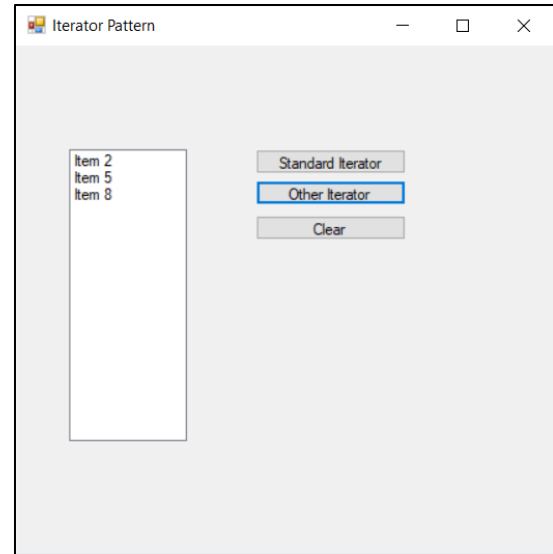 Iterator Pattern
Item 2
Item 5
Item 8
Standard Iterator
Other Iterator
Clear